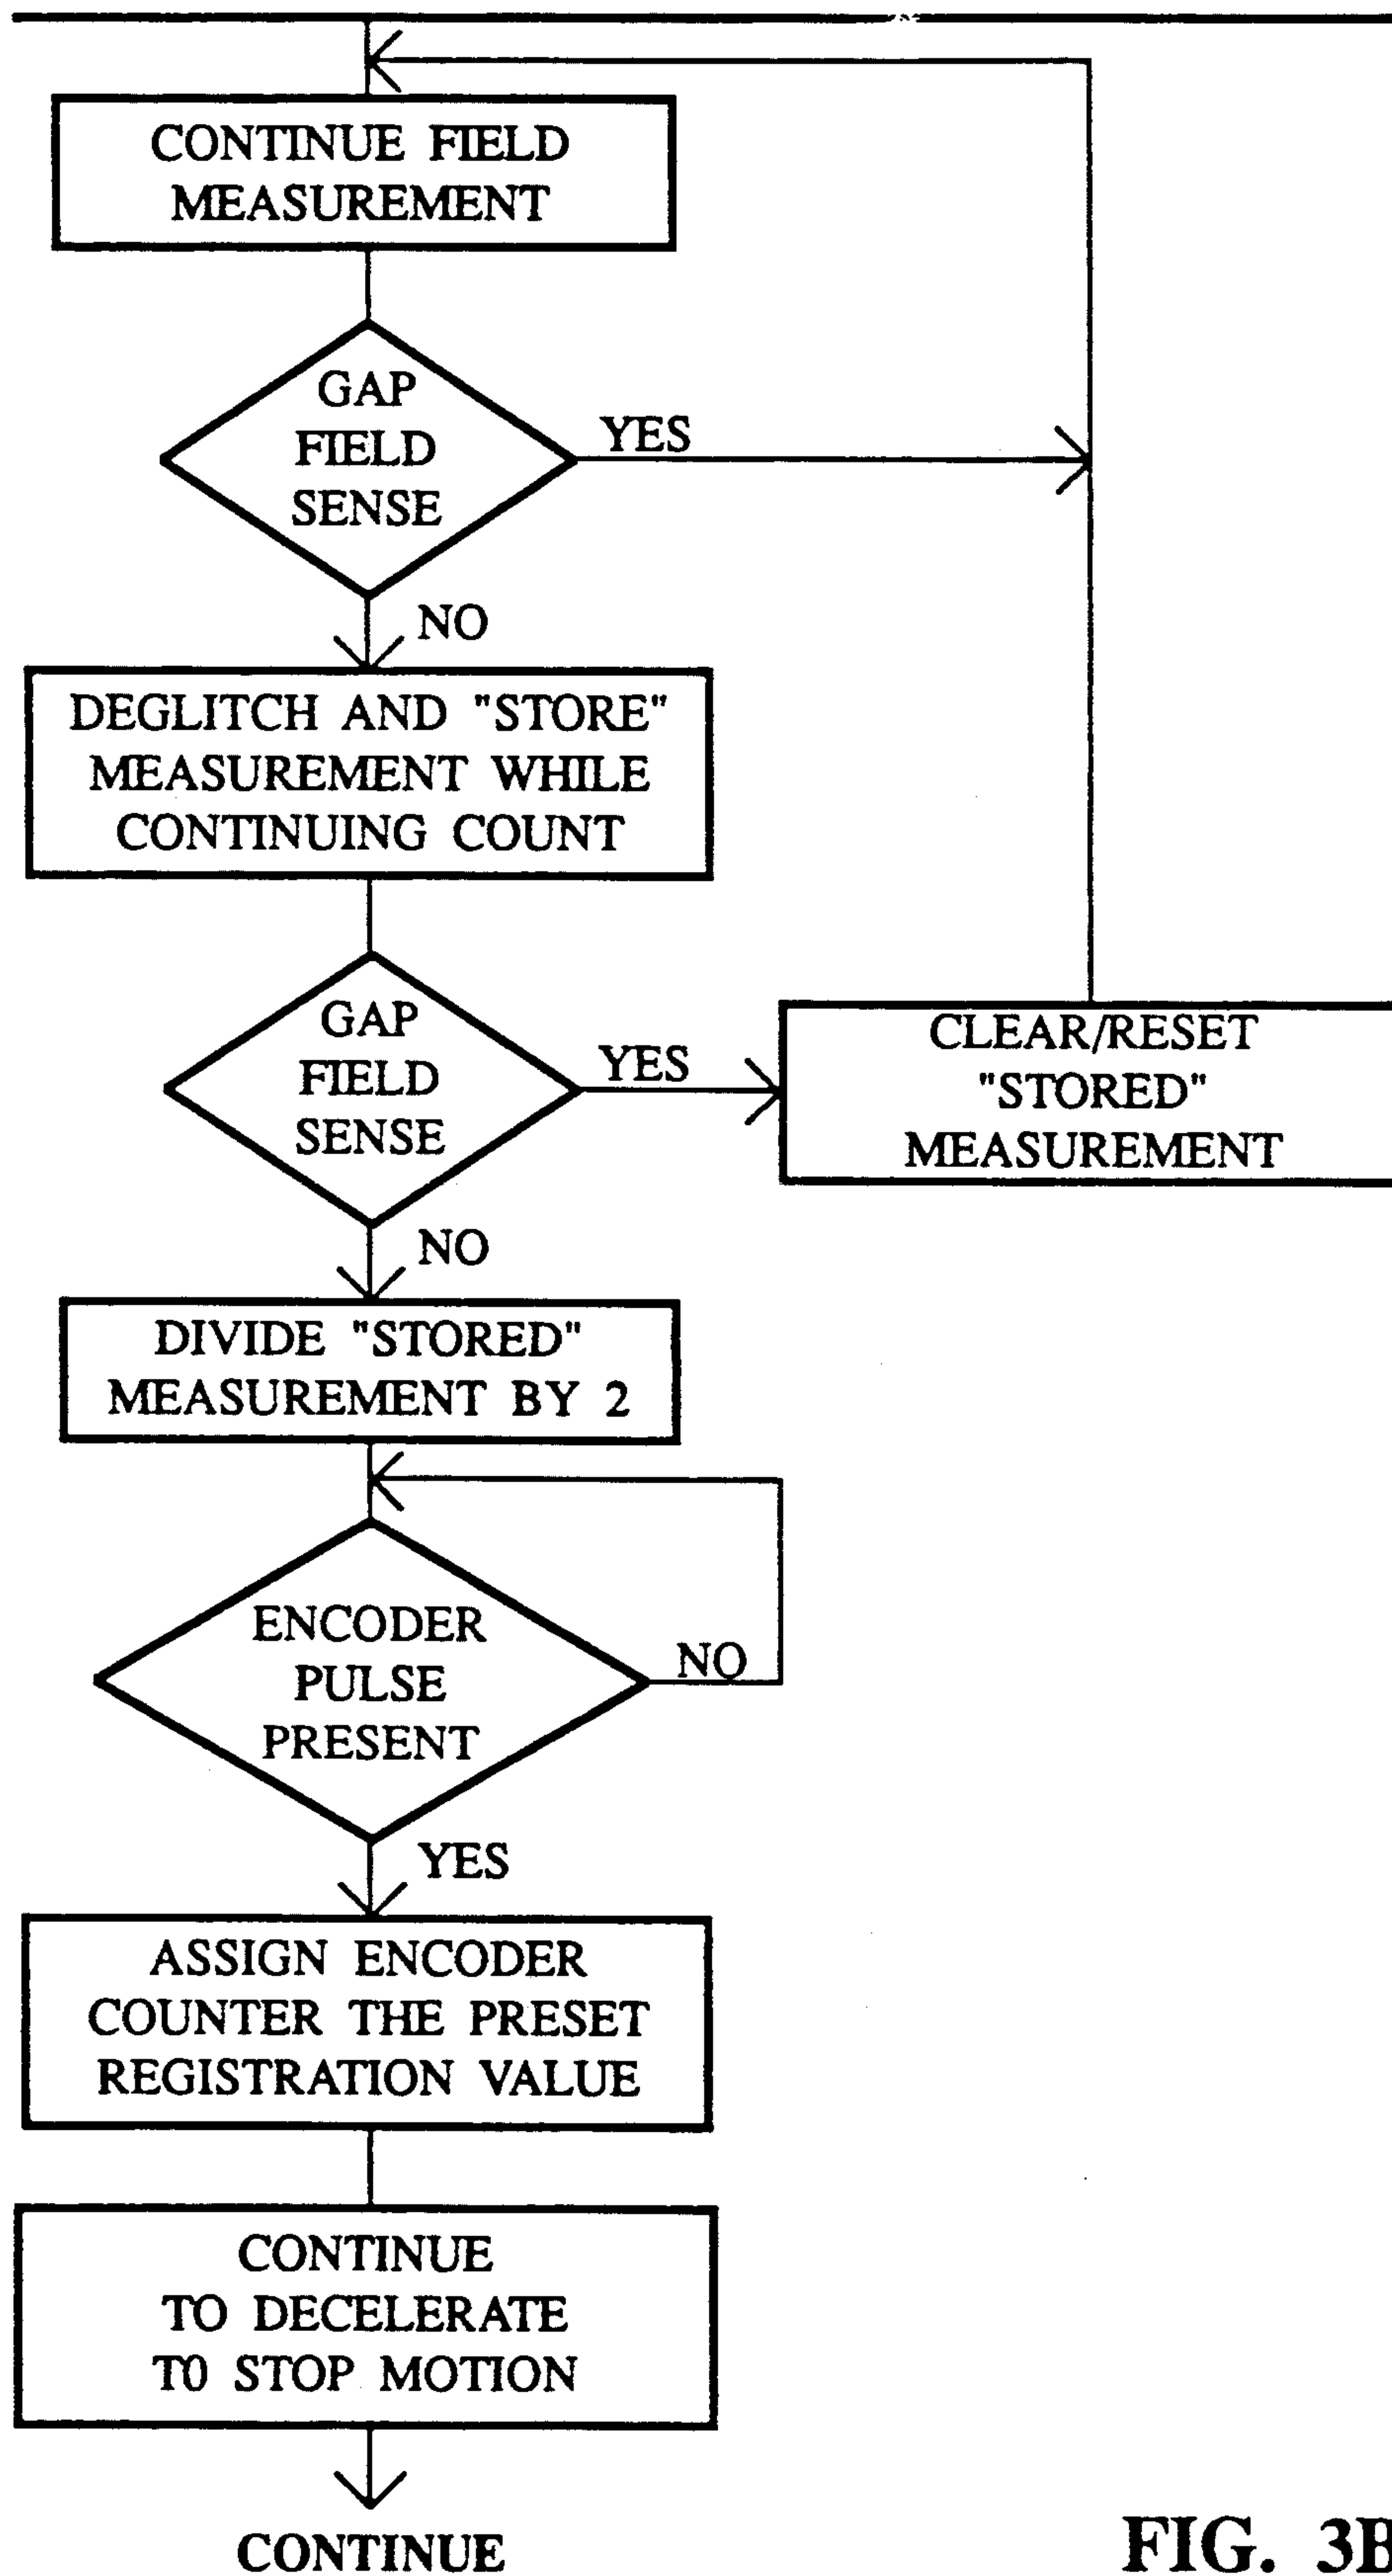 CONTINUE FIELD
MEASUREMENT
GAP
FIELD
SENSE
YES
NO
DEGLITCH AND "STORE"
MEASUREMENT WHILE
CONTINUING COUNT
GAP
FIELD
SENSE
YES
CLEAR/RESET
"STORED"
MEASUREMENT
NO
DIVIDE "STORED"
MEASUREMENT BY 2
ENCODER
PULSE
PRESENT
NO
YES
ASSIGN ENCODER
COUNTER THE PRESET
REGISTRATION VALUE
CONTINUE
TO DECELERATE
TO STOP MOTION
CONTINUE
FIG. 3B